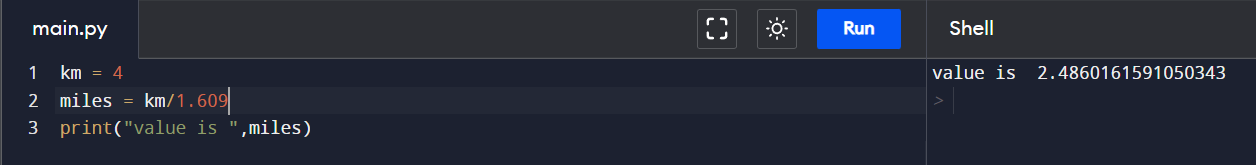 main.py
Run
Shell
1 km = 4
2 miles = km/1.609
3 print("value is ",miles)
value is  2.4860161591050343
>